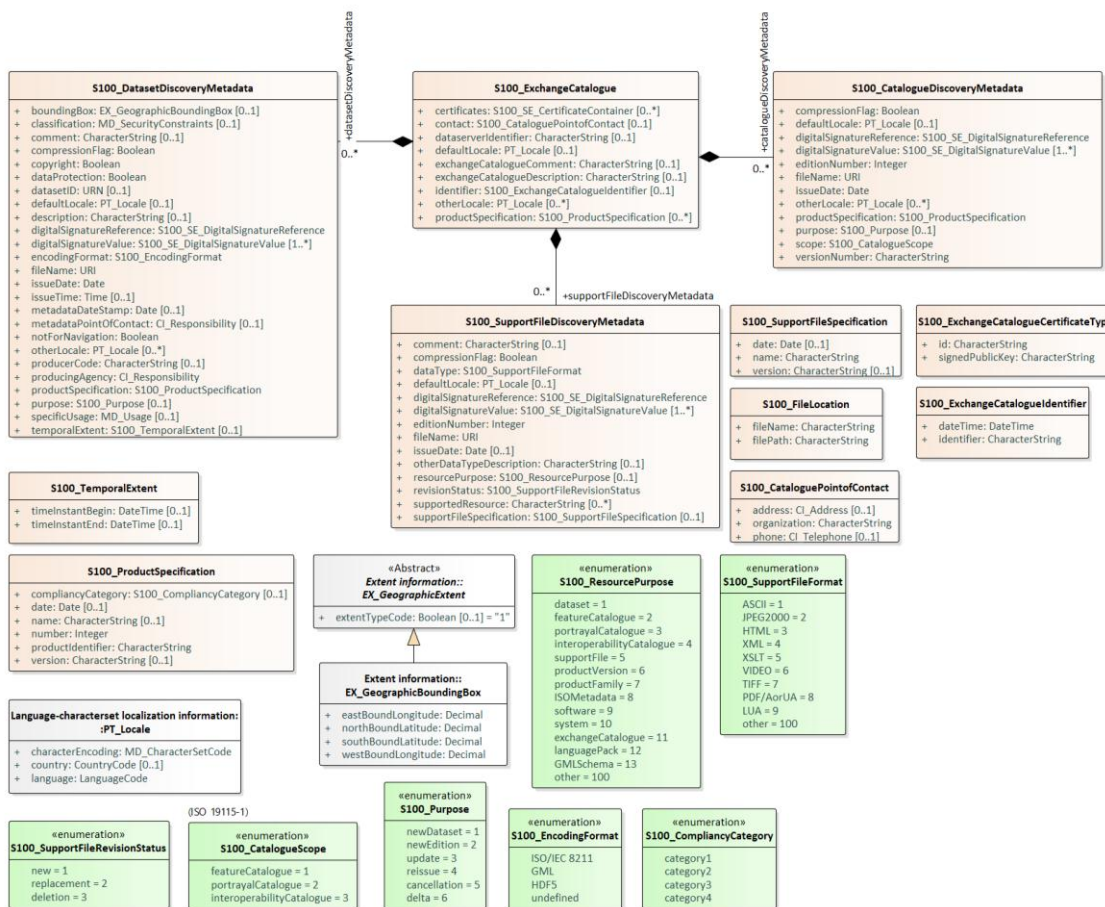 +datasetDiscoveryMetadata
0..*
+catalogueDiscoveryMetadata
0..*
S100_DatasetDiscoveryMetadata
+ boundingBox: EX_GeographicBoundingBox [0..1]
+ classification: MD_SecurityConstraints [0..1]
+ comment: CharacterString [0..1]
+ compressionFlag: Boolean
+ copyright: Boolean
+ dataProtection: Boolean
+ datasetID: URN [0..1]
+ defaultLocale: PT_Locale [0..1]
+ description: CharacterString [0..1]
+ digitalSignatureReference: S100_SE_DigitalSignatureReference
+ digitalSignatureValue: S100_SE_DigitalSignatureValue [1..*]
+ encodingFormat: S100_EncodingFormat
+ fileName: URI
+ issueDate: Date
+ issueTime: Time [0..1]
+ metadataDateStamp: Date [0..1]
+ metadataPointOfContact: CI_Responsibility [0..1]
+ notForNavigation: Boolean
+ otherLocale: PT_Locale [0..*]
+ producerCode: CharacterString [0..1]
+ producingAgency: CI_Responsibility
+ productSpecification: S100_ProductSpecification
+ purpose: S100_Purpose [0..1]
+ specificUsage: MD_Usage [0..1]
+ temporalExtent: S100_TemporalExtent [0..1]
S100_ExchangeCatalogue
+ certificates: S100_SE_CertificateContainer [0..*]
+ contact: S100_CataloguePointofContact [0..1]
+ dataserverIdentifier: CharacterString [0..1]
+ defaultLocale: PT_Locale [0..1]
+ exchangeCatalogueComment: CharacterString [0..1]
+ exchangeCatalogueDescription: CharacterString [0..1]
+ identifier: S100_ExchangeCatalogueIdentifier [0..1]
+ otherLocale: PT_Locale [0..*]
+ productSpecification: S100_ProductSpecification [0..*]
S100_CatalogueDiscoveryMetadata
+ compressionFlag: Boolean
+ defaultLocale: PT_Locale [0..1]
+ digitalSignatureReference: S100_SE_DigitalSignatureReference
+ digitalSignatureValue: S100_SE_DigitalSignatureValue [1..*]
+ editionNumber: Integer
+ fileName: URI
+ issueDate: Date
+ otherLocale: PT_Locale [0..*]
+ productSpecification: S100_ProductSpecification
+ purpose: S100_Purpose [0..1]
+ scope: S100_CatalogueScope
+ versionNumber: CharacterString
0..*
+supportFileDiscoveryMetadata
S100_SupportFileDiscoveryMetadata
+ comment: CharacterString [0..1]
+ compressionFlag: Boolean
+ dataType: S100_SupportFileFormat
+ defaultLocale: PT_Locale [0..1]
+ digitalSignatureReference: S100_SE_DigitalSignatureReference
+ digitalSignatureValue: S100_SE_DigitalSignatureValue [1..*]
+ editionNumber: Integer
+ fileName: URI
+ issueDate: Date [0..1]
+ otherDataTypeDescription: CharacterString [0..1]
+ resourcePurpose: S100_ResourcePurpose [0..1]
+ revisionStatus: S100_SupportFileRevisionStatus
+ supportedResource: CharacterString [0..*]
+ supportFileSpecification: S100_SupportFileSpecification [0..1]
S100_SupportFileSpecification
+ date: Date [0..1]
+ name: CharacterString
+ version: CharacterString [0..1]
S100_ExchangeCatalogueCertificateType
+ id: CharacterString
+ signedPublicKey: CharacterString
S100_FileLocation
+ fileName: CharacterString
+ filePath: CharacterString
S100_ExchangeCatalogueIdentifier
+ dateTime: DateTime
+ identifier: CharacterString
S100_CataloguePointofContact
+ address: CI_Address [0..1]
+ organization: CharacterString
+ phone: CI_Telephone [0..1]
S100_TemporalExtent
+ timeInstantBegin: DateTime [0..1]
+ timeInstantEnd: DateTime [0..1]
S100_ProductSpecification
+ compliancyCategory: S100_CompliancyCategory [0..1]
+ date: Date [0..1]
+ name: CharacterString [0..1]
+ number: Integer
+ productIdentifier: CharacterString
+ version: CharacterString [0..1]
«Abstract»
Extent information::
EX_GeographicExtent
+ extentTypeCode: Boolean [0..1] = "1"
Extent information::
EX_GeographicBoundingBox
+ eastBoundLongitude: Decimal
+ northBoundLatitude: Decimal
+ southBoundLatitude: Decimal
+ westBoundLongitude: Decimal
«enumeration»
S100_ResourcePurpose
dataset = 1
featureCatalogue = 2
portrayalCatalogue = 3
interoperabilityCatalogue = 4
supportFile = 5
productVersion = 6
productFamily = 7
ISOMetadata = 8
software = 9
system = 10
exchangeCatalogue = 11
languagePack = 12
GMLSchema = 13
other = 100
«enumeration»
S100_SupportFileFormat
ASCII = 1
JPEG2000 = 2
HTML = 3
XML = 4
XSLT = 5
VIDEO = 6
TIFF = 7
PDF/AorUA = 8
LUA = 9
other = 100
Language-characterset localization information:
:PT_Locale
+ characterEncoding: MD_CharacterSetCode
+ country: CountryCode [0..1]
+ language: LanguageCode
(ISO 19115-1)
«enumeration»
S100_SupportFileRevisionStatus
new = 1
replacement = 2
deletion = 3
«enumeration»
S100_CatalogueScope
featureCatalogue = 1
portrayalCatalogue = 2
interoperabilityCatalogue = 3
«enumeration»
S100_Purpose
newDataset = 1
newEdition = 2
update = 3
reissue = 4
cancellation = 5
delta = 6
«enumeration»
S100_EncodingFormat
ISO/IEC 8211
GML
HDF5
undefined
«enumeration»
S100_CompliancyCategory
category1
category2
category3
category4